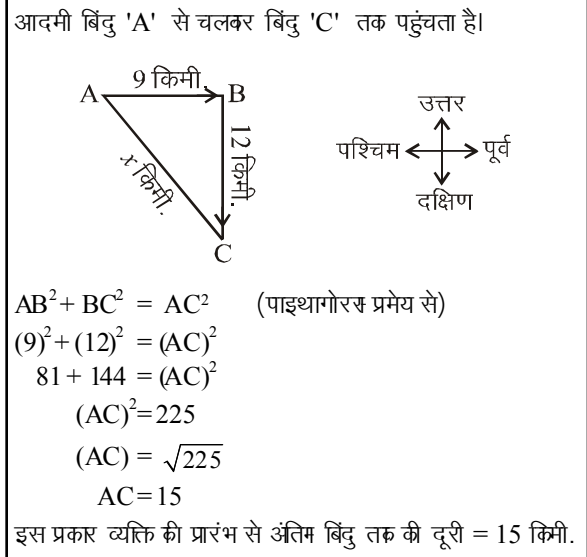 आदमी बिंदु 'A' से चलकर बिंदु 'C' तक पहुंचता है।
A 9 किमी. B
12 किमी.
x किमी.
C
उत्तर
पश्चिम पूर्व
दक्षिण
AB² + BC² = AC² (पाइथागोरस प्रमेय से)
(9)² + (12)² = (AC)²
81 + 144 = (AC)²
(AC)² = 225
(AC) = √225
AC = 15
इस प्रकार व्यक्ति की प्रारंभ से अंतिम बिंदु तक की दूरी = 15 किमी.